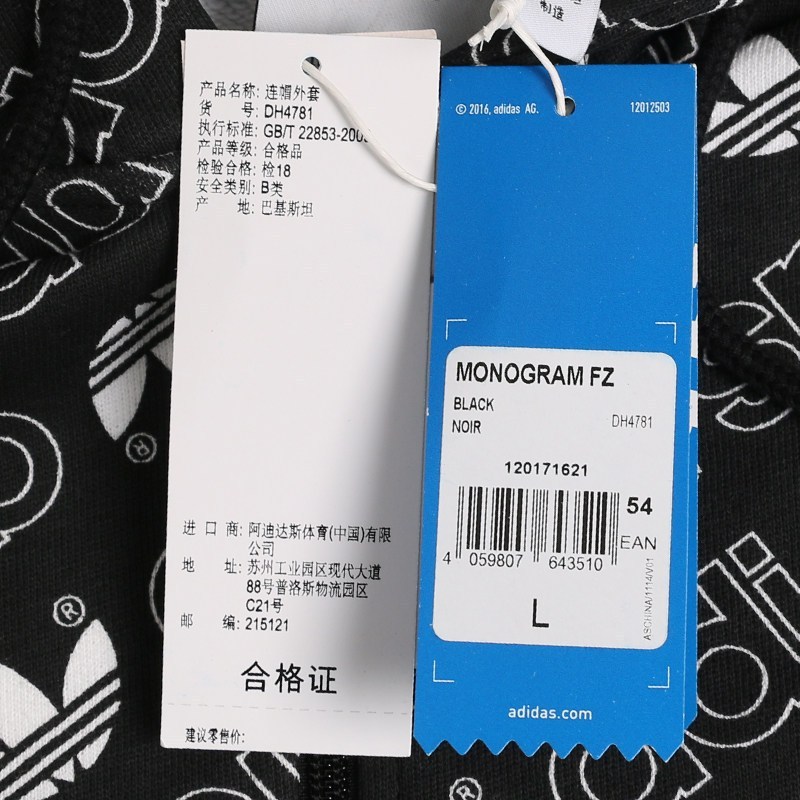 制造
产品名称: 连帽外套
货 号: DH4781
执行标准: GB/T 22853-200
产品等级: 合格品
检验合格: 检18
安全类别: B类
产 地: 巴基斯坦
进 口 商: 阿迪达斯体育(中国)有限
公司
地 址: 苏州工业园区现代大道
88号普洛斯物流园区
C21号
邮 编: 215121
合格证
建议零售价:
© 2016, adidas AG.
12012503
MONOGRAM FZ
BLACK
NOIR
DH4781
120171621
54
EAN
4 059807 643510
L
ASCHINA/1114/V01
adidas.com
®
®
®